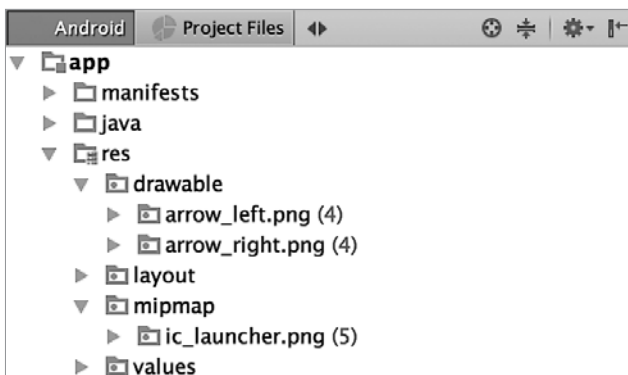 Android Project Files
app
manifests
java
res
drawable
arrow_left.png (4)
arrow_right.png (4)
layout
mipmap
ic_launcher.png (5)
values